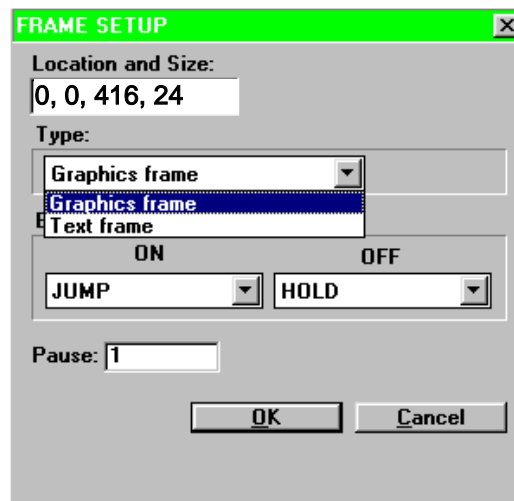 FRAME SETUP
Location and Size:
0, 0, 416, 24
Type:
Graphics frame
Graphics frame
Text frame
ON OFF
JUMP HOLD
Pause: 1
OK Cancel